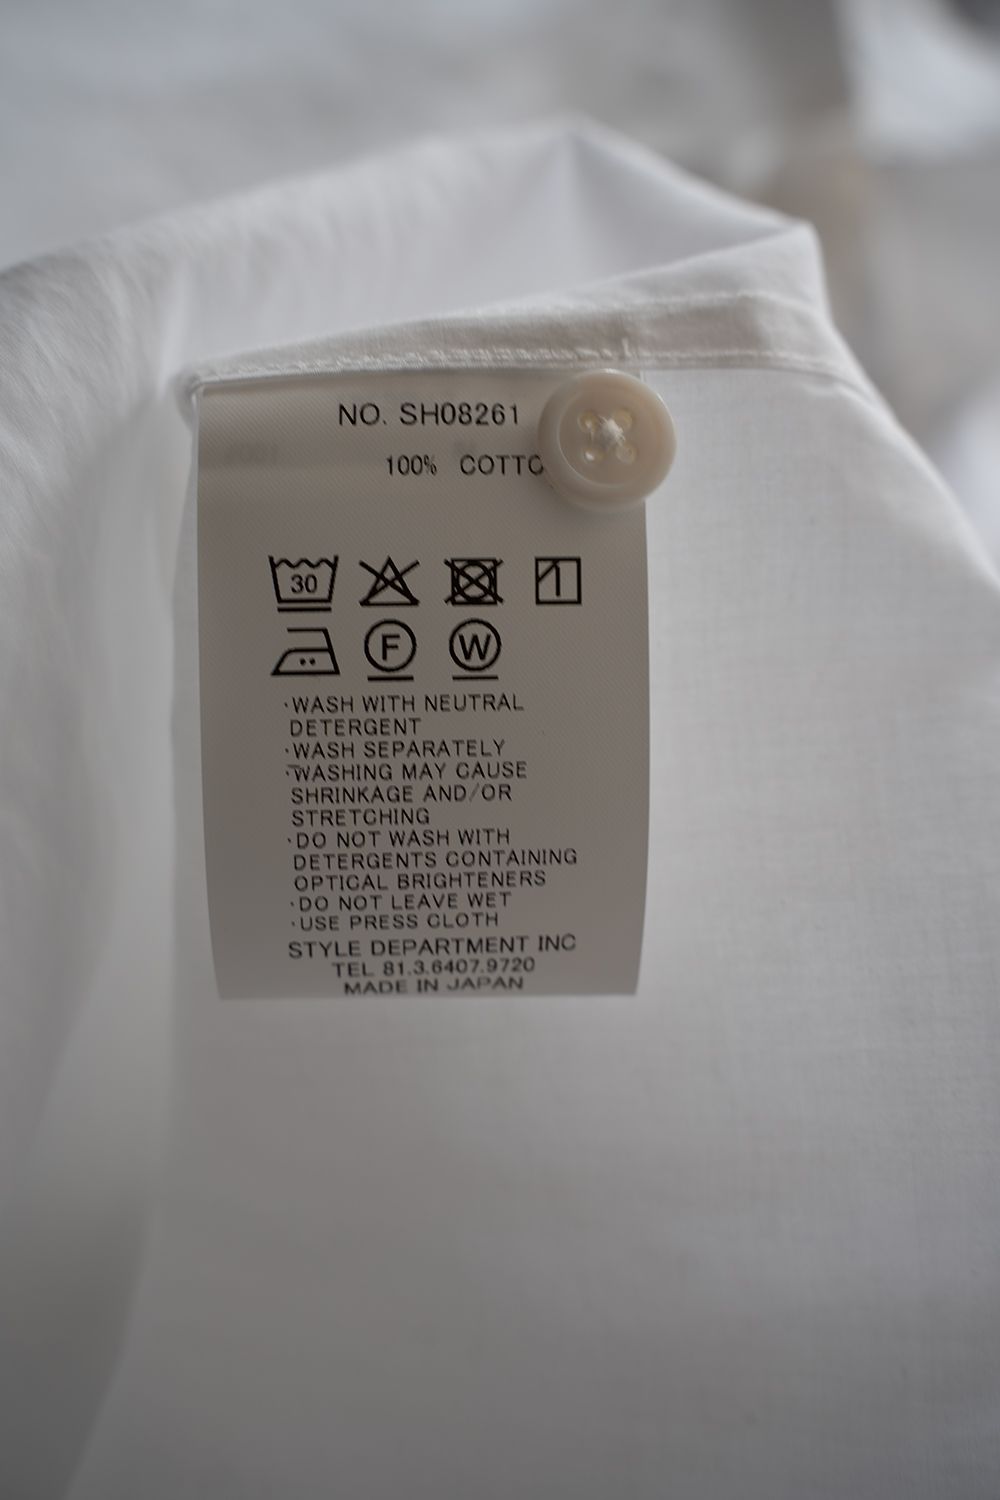 NO. SH08261
100% COTTO
30
F W
·WASH WITH NEUTRAL
DETERGENT
·WASH SEPARATELY
·WASHING MAY CAUSE
SHRINKAGE AND/OR
STRETCHING
·DO NOT WASH WITH
DETERGENTS CONTAINING
OPTICAL BRIGHTENERS
·DO NOT LEAVE WET
·USE PRESS CLOTH
STYLE DEPARTMENT INC
TEL 81.3.6407.9720
MADE IN JAPAN